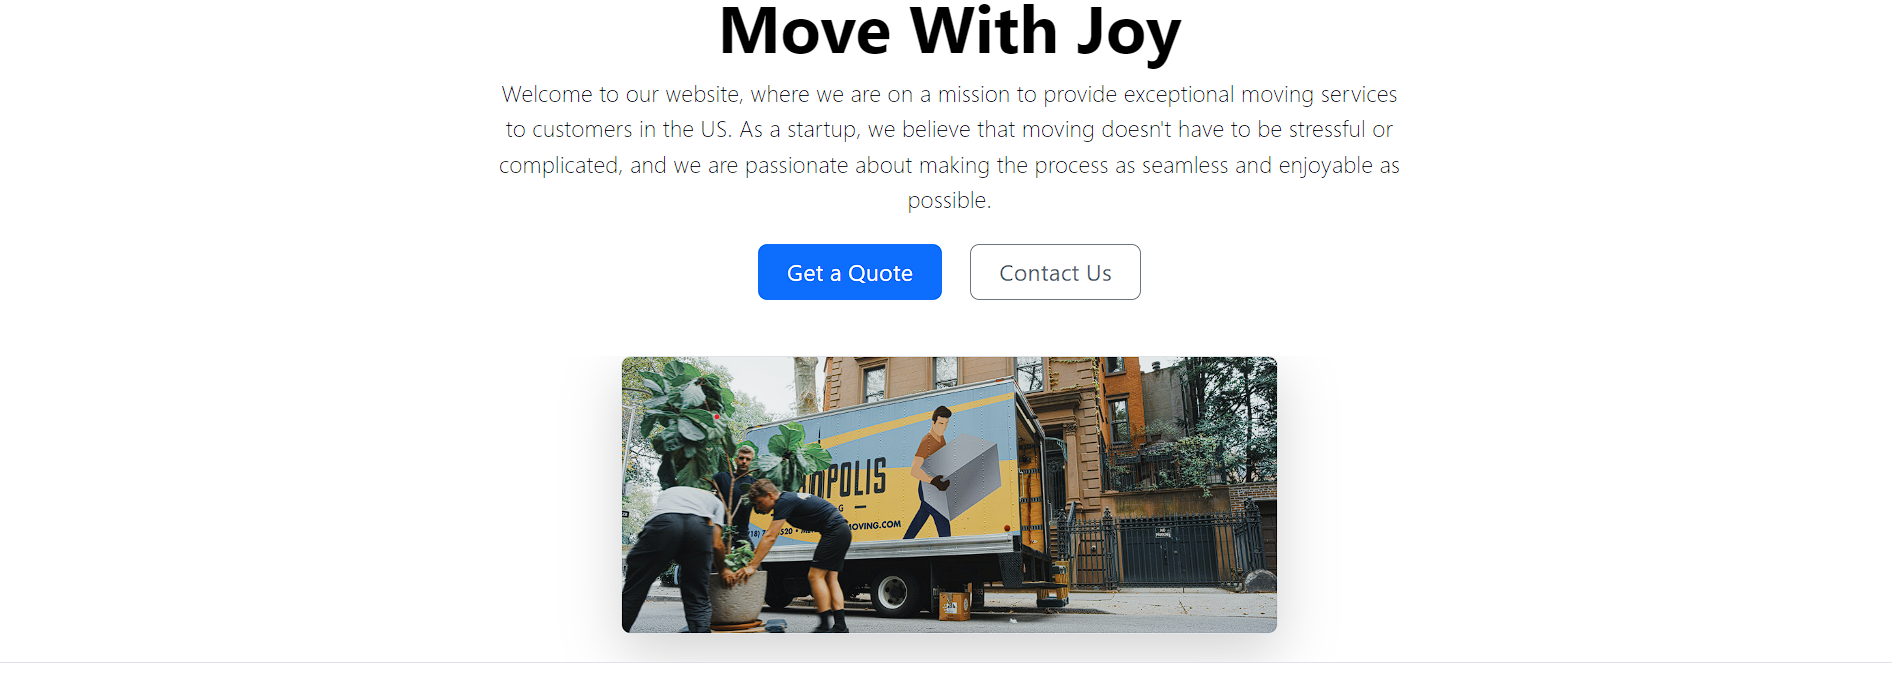 Move With Joy
Welcome to our website, where we are on a mission to provide exceptional moving services
to customers in the US. As a startup, we believe that moving doesn't have to be stressful or
complicated, and we are passionate about making the process as seamless and enjoyable as
possible.
Get a Quote
Contact Us
POLIS
MOVING.COM